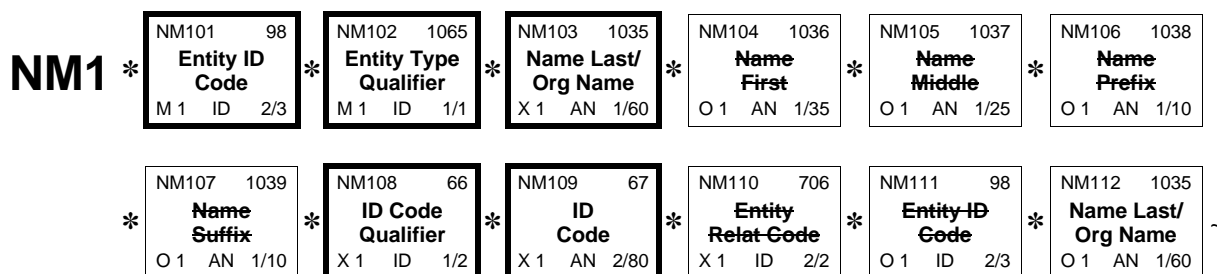 NM1 * NM101 98 * NM102 1065 * NM103 1035 * NM104 1036 * NM105 1037 * NM106 1038
Entity ID Entity Type Name Last/ Name Name Name
Code Qualifier Org Name First Middle Prefix
M 1 ID 2/3 M 1 ID 1/1 X 1 AN 1/60 O 1 AN 1/35 O 1 AN 1/25 O 1 AN 1/10
* NM107 1039 * NM108 66 * NM109 67 * NM110 706 * NM111 98 * NM112 1035 ~
Name ID Code ID Entity Entity ID Name Last/
Suffix Qualifier Code Relat Code Code Org Name
O 1 AN 1/10 X 1 ID 1/2 X 1 AN 2/80 X 1 ID 2/2 O 1 ID 2/3 O 1 AN 1/60